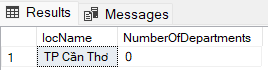 Results Messages
locName NumberOfDepartments
1 TP Cần Thơ 0